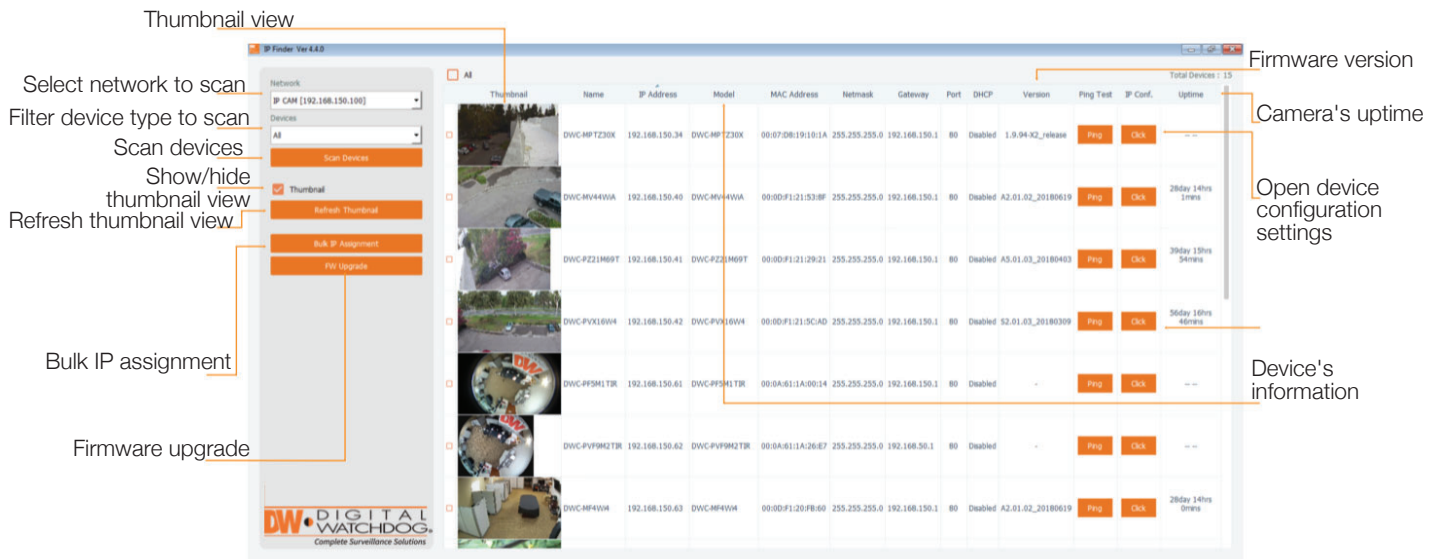 Thumbnail view
IP Finder Ver 4.4.0
Firmware version
Select network to scan
Network
IP CAM [192.168.150.100]
Filter device type to scan
Devices
All
Scan devices
Scan Devices
Show/hide
thumbnail view
Thumbnail
Refresh thumbnail view
Refresh Thumbnail
Bulk IP Assignment
FW Upgrade
Bulk IP assignment
Firmware upgrade
DW DIGITAL
WATCHDOG®
Complete Surveillance Solutions
All
Total Devices : 15
Thumbnail Name IP Address Model MAC Address Netmask Gateway Port DHCP Version Ping Test IP Conf. Uptime
DWC-MPTZ30X 192.168.150.34 DWC-MPTZ30X 00:07:D8:19:10:1A 255.255.255.0 192.168.150.1 80 Disabled 1.9.94-X2_release Ping Click -- --
DWC-MV44WiA 192.168.150.40 DWC-MV44WiA 00:0D:F1:21:53:8F 255.255.255.0 192.168.150.1 80 Disabled A2.01.02_20180619 Ping Click 28day 14hrs
1mins
DWC-PZ21M69T 192.168.150.41 DWC-PZ21M69T 00:0D:F1:21:29:21 255.255.255.0 192.168.150.1 80 Disabled A5.01.03_20180403 Ping Click 39day 15hrs
54mins
DWC-PVX16W4 192.168.150.42 DWC-PVX16W4 00:0D:F1:21:5C:AD 255.255.255.0 192.168.150.1 80 Disabled S2.01.03_20180309 Ping Click 56day 16hrs
46mins
DWC-PF5M1TIR 192.168.150.61 DWC-PF5M1TIR 00:0A:61:1A:00:14 255.255.255.0 192.168.150.1 80 Disabled - Ping Click -- --
DWC-PVF9M2TIR 192.168.150.62 DWC-PVF9M2TIR 00:0A:61:1A:26:E7 255.255.255.0 192.168.50.1 80 Disabled - Ping Click -- --
DWC-MF4Wi4 192.168.150.63 DWC-MF4Wi4 00:0D:F1:20:FB:60 255.255.255.0 192.168.150.1 80 Disabled A2.01.02_20180619 Ping Click 28day 14hrs
0mins
Camera's uptime
Open device
configuration
settings
Device's
information